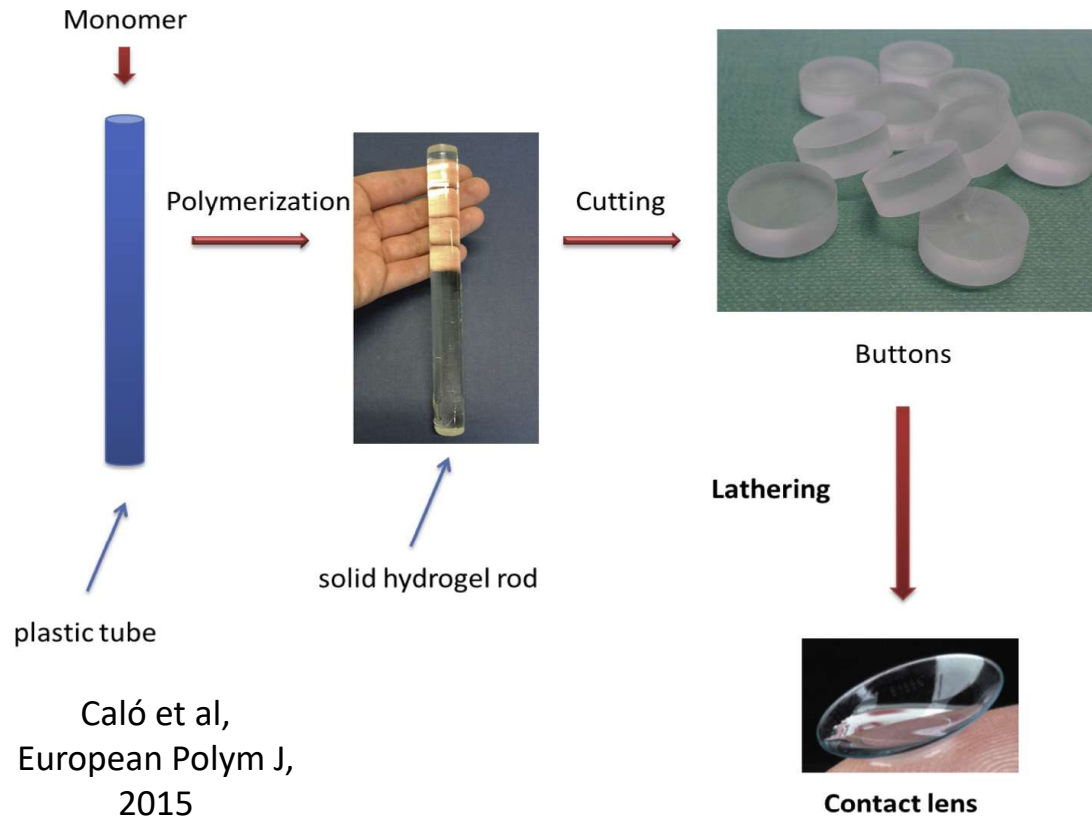 Monomer
Polymerization
Cutting
Buttons
Lathering
solid hydrogel rod
plastic tube
Caló et al,
European Polym J,
2015
Contact lens